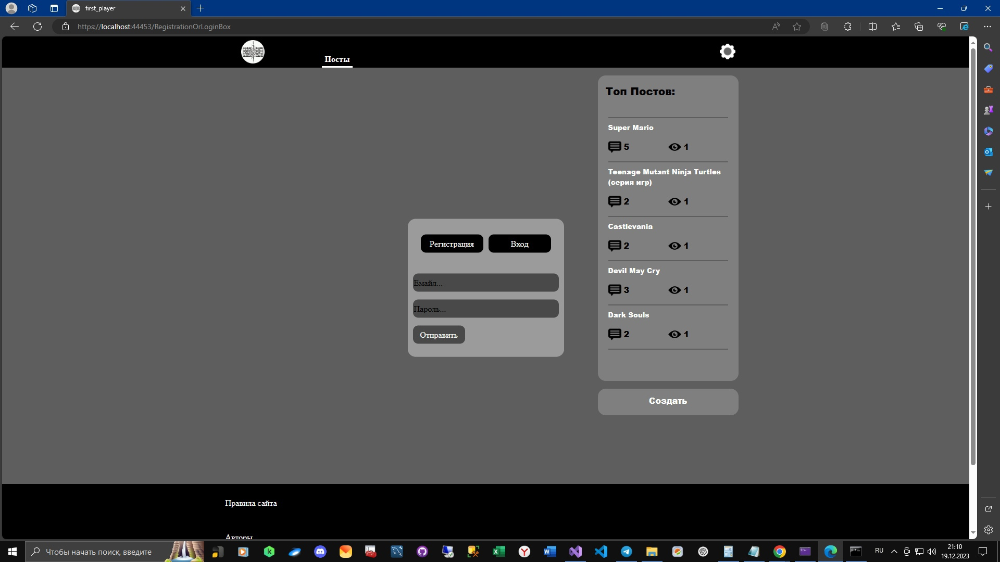 first_player
https://localhost:44453/RegistrationOrLoginBox
Посты
Топ Постов:
Super Mario
5 1
Teenage Mutant Ninja Turtles
(серия игр)
2 1
Castlevania
2 1
Devil May Cry
3 1
Dark Souls
2 1
Создать
Регистрация Вход
Емайл...
Пароль...
Отправить
Правила сайта
Авторы
Чтобы начать поиск, введите
RU
21:10
19.12.2023